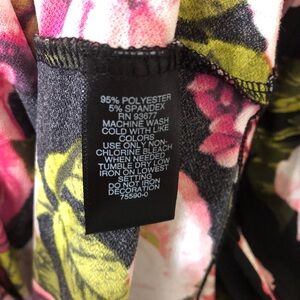 95% POLYESTER
5% SPANDEX
RN 93677
MACHINE WASH
COLD WITH LIKE
COLORS
USE ONLY NON-
CHLORINE BLEACH
WHEN NEEDED
TUMBLE DRY LOW
IRON ON LOWEST
SETTING
DO NOT IRON
DECORATION
75590-0